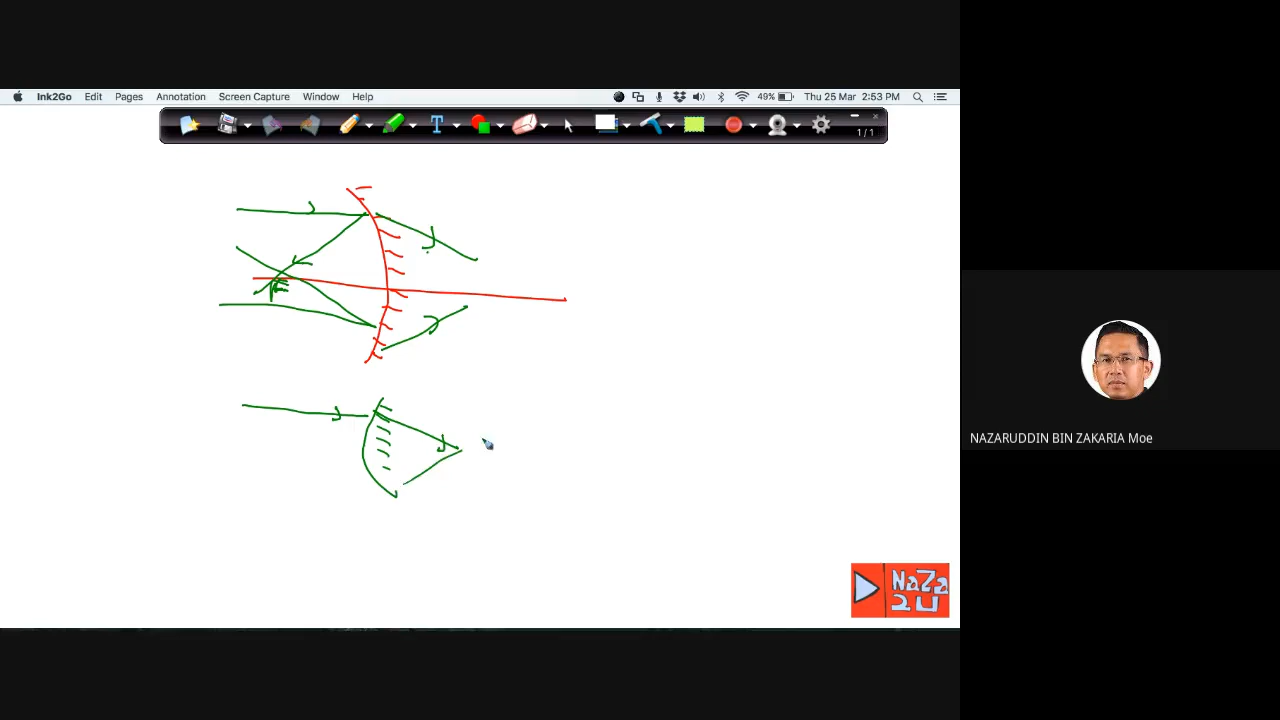 Ink2Go Edit Pages Annotation Screen Capture Window Help 49% Thu 25 Mar 2:53 PM
T
1/1
F
NaZa
2U
NAZARUDDIN BIN ZAKARIA Moe